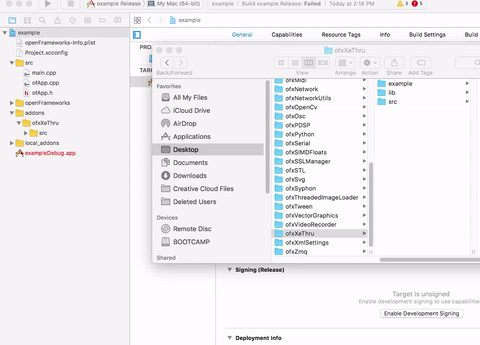 example Release
My Mac (64-bit)
example
Build example Release: Failed
Today at 2:18 PM
3
5
example
openFrameworks-Info.plist
Project.xcconfig
src
main.cpp
ofApp.cpp
ofApp.h
openFrameworks
addons
ofxXeThru
src
local_addons
exampleDebug.app
example
General
Capabilities
Resource Tags
Info
Build Settings
PRO
TAR
ofxXeThru
Back/Forward
View
Arrange
Action
Share
Add Tags
Favorites
All My Files
iCloud Drive
AirDrop
Applications
Desktop
Documents
Downloads
Creative Cloud Files
Deleted Users
Devices
Remote Disc
BOOTCAMP
Shared
ofxMidi
ofxNetwork
ofxNetworkUtils
ofxOpenCv
ofxOsc
ofxPDSP
ofxPython
ofxSerial
ofxSIMDFloats
ofxSSLManager
ofxSTL
ofxSvg
ofxSyphon
ofxThreadedImageLoader
ofxTween
ofxVectorGraphics
ofxVideoRecorder
ofxXeThru
ofxXmlSettings
ofxZmq
example
lib
src
Signing (Release)
Target is unsigned
Enable development signing to use capabilities
Enable Development Signing
Deployment Info